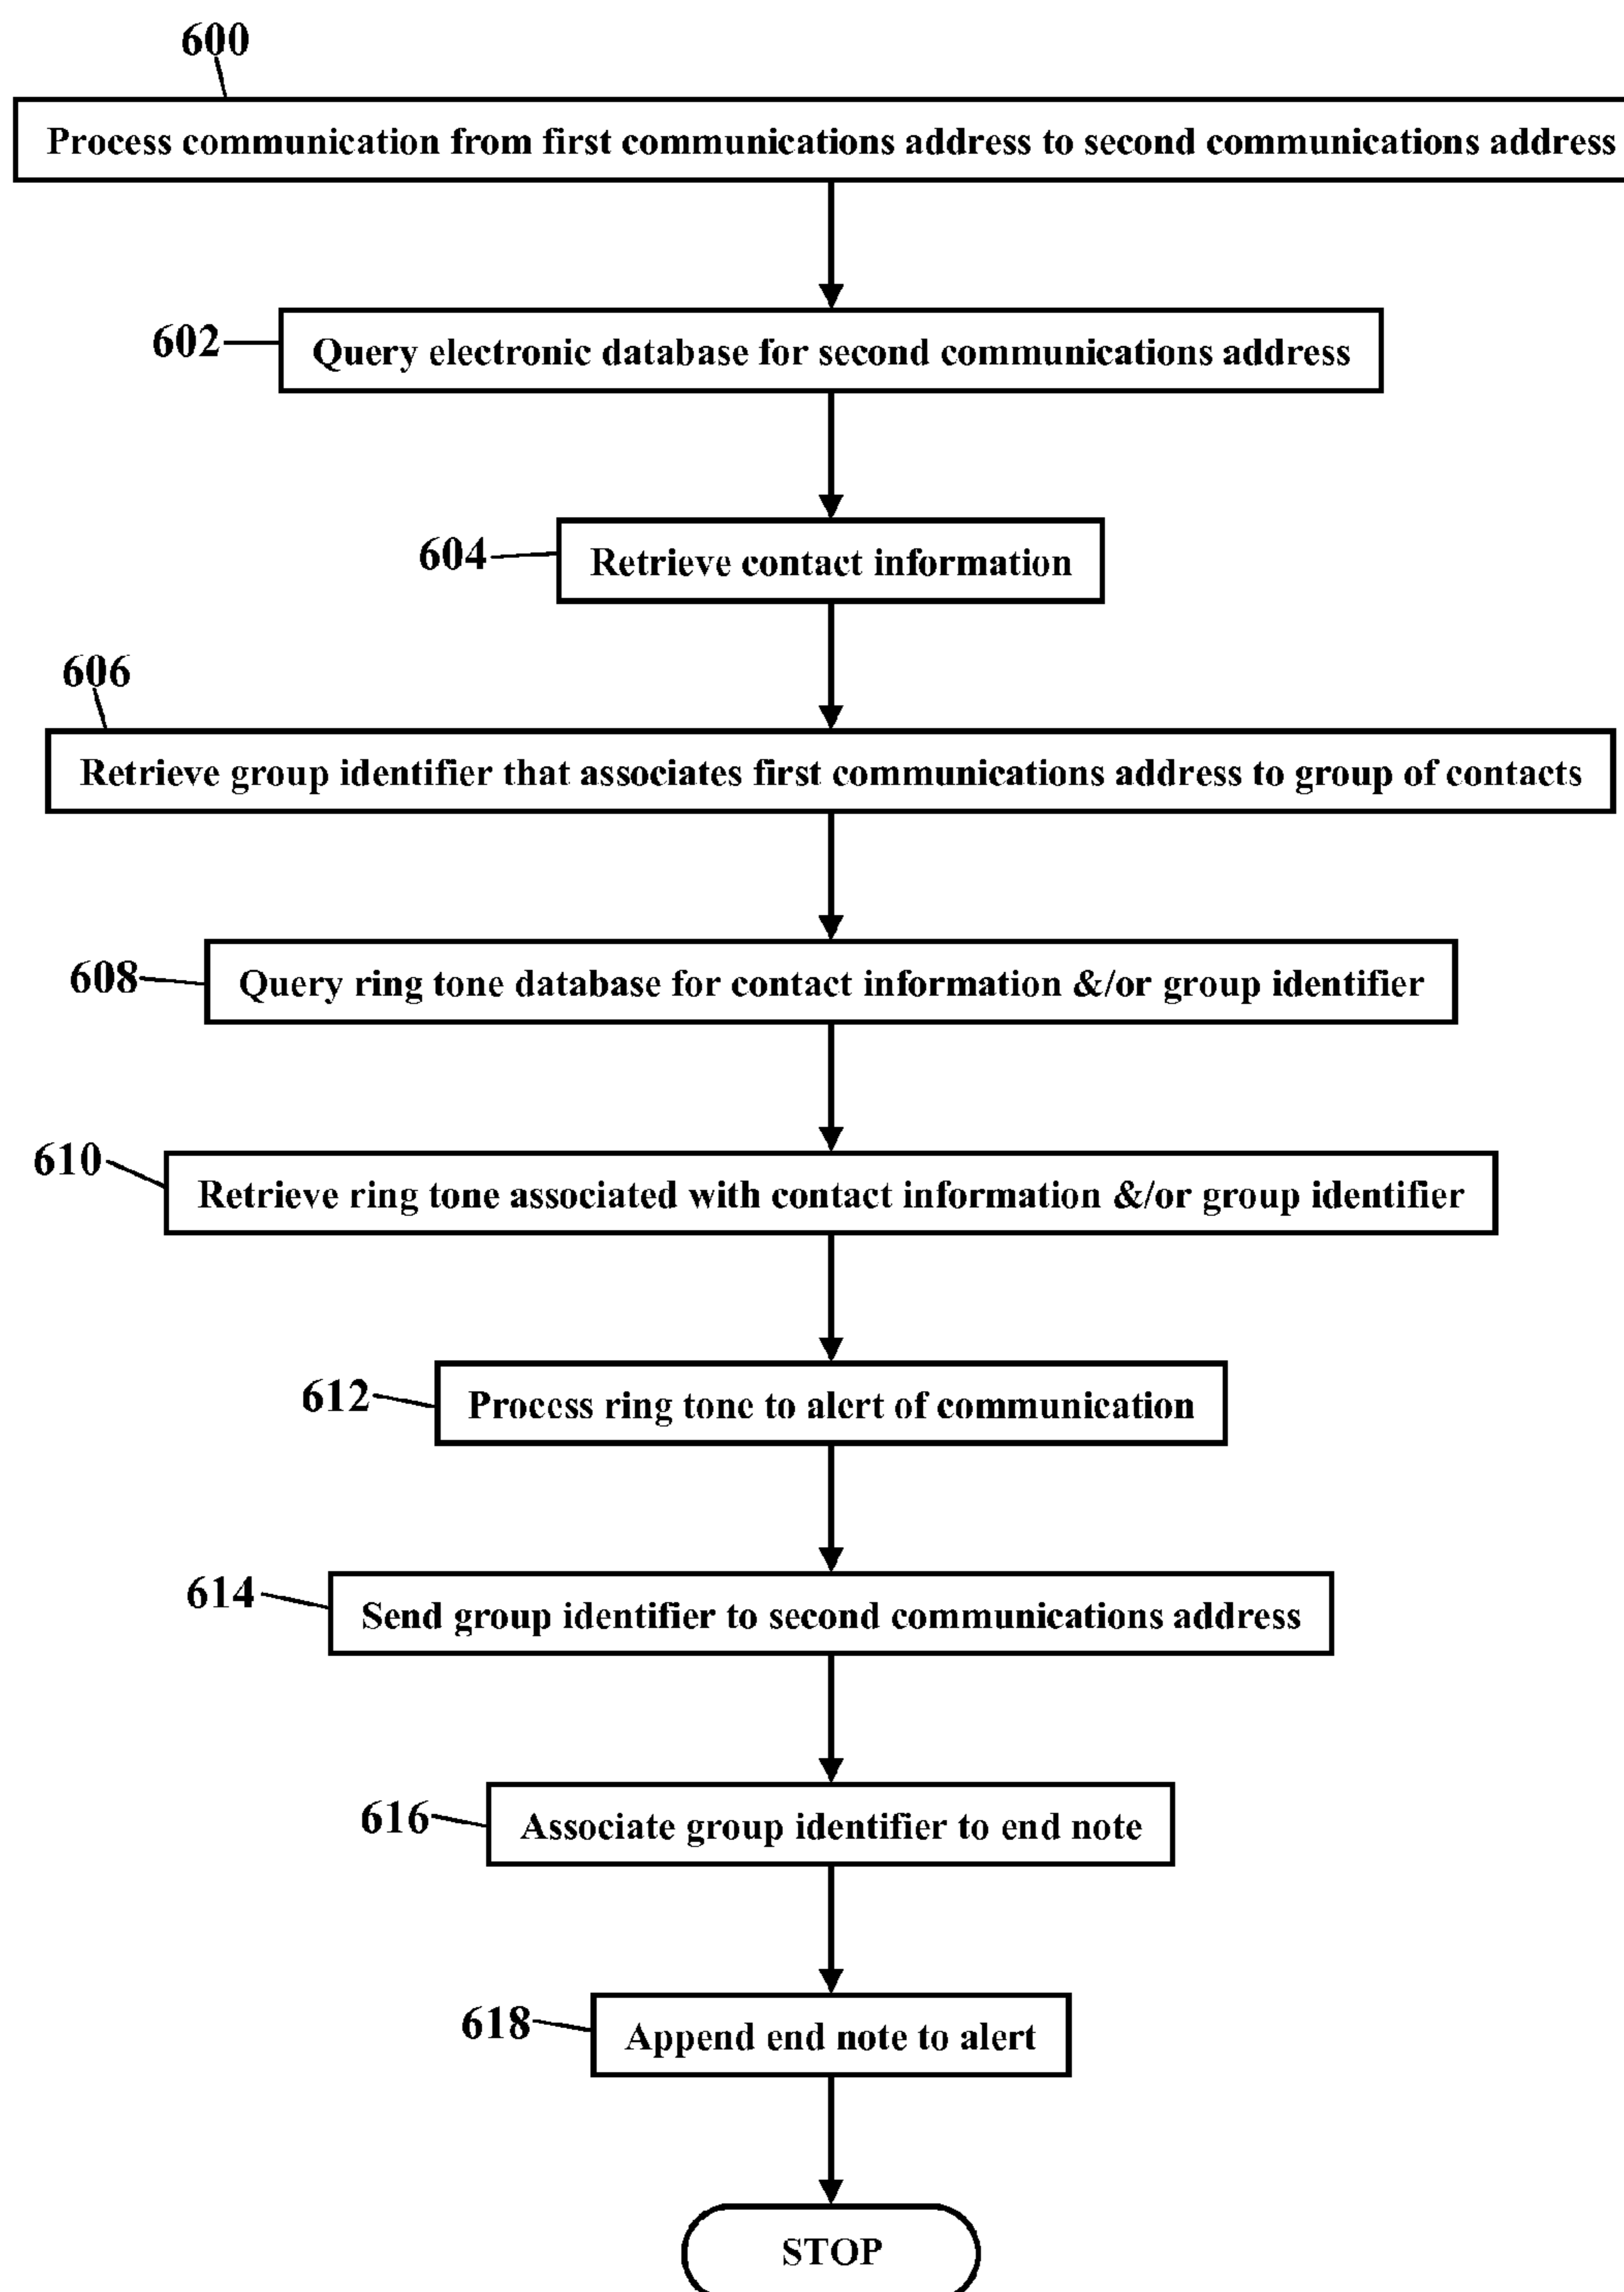 600
Process communication from first communications address to second communications address
602
Query electronic database for second communications address
604
Retrieve contact information
606
Retrieve group identifier that associates first communications address to group of contacts
608
Query ring tone database for contact information &/or group identifier
610
Retrieve ring tone associated with contact information &/or group identifier
612
Process ring tone to alert of communication
614
Send group identifier to second communications address
616
Associate group identifier to end note
618
Append end note to alert
STOP